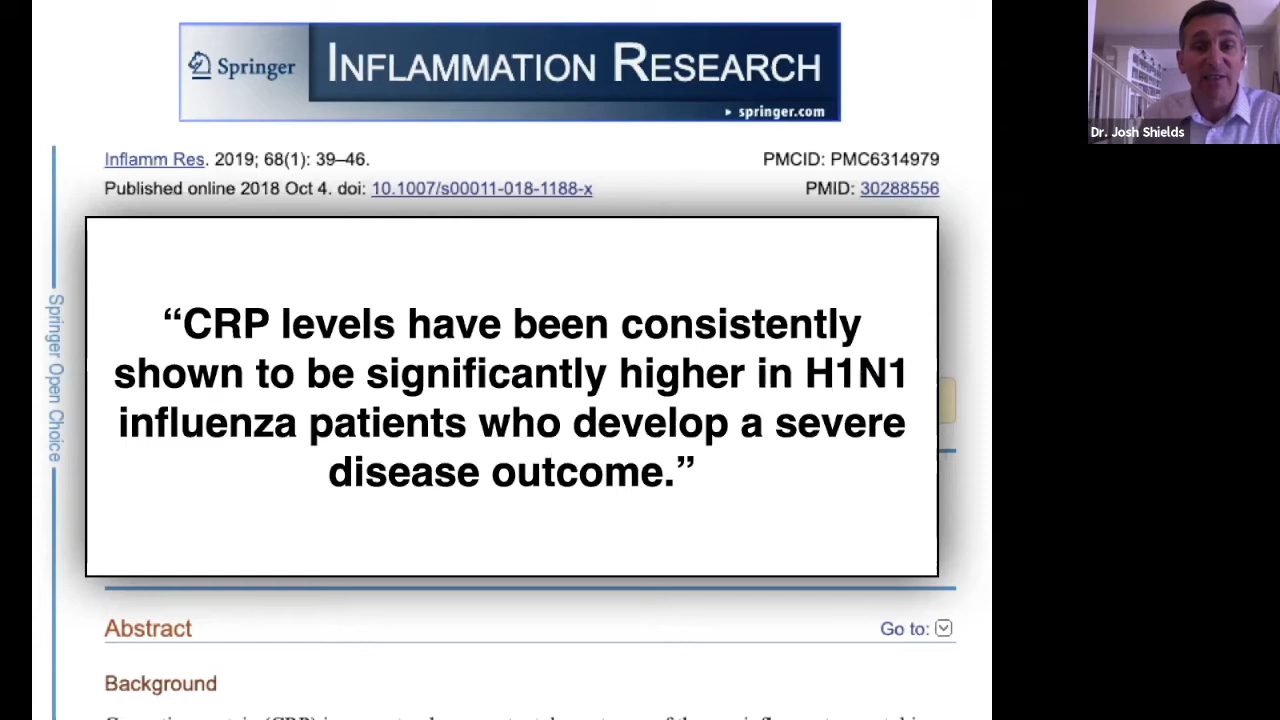 Springer
INFLAMMATION RESEARCH
springer.com
Dr. Josh Shields
Inflamm Res. 2019; 68(1): 39–46.
PMCID: PMC6314979
Published online 2018 Oct 4. doi: 10.1007/s00011-018-1188-x
PMID: 30288556
Springer Open Choice
“CRP levels have been consistently
shown to be significantly higher in H1N1
influenza patients who develop a severe
disease outcome.”
Abstract
Go to:
Background